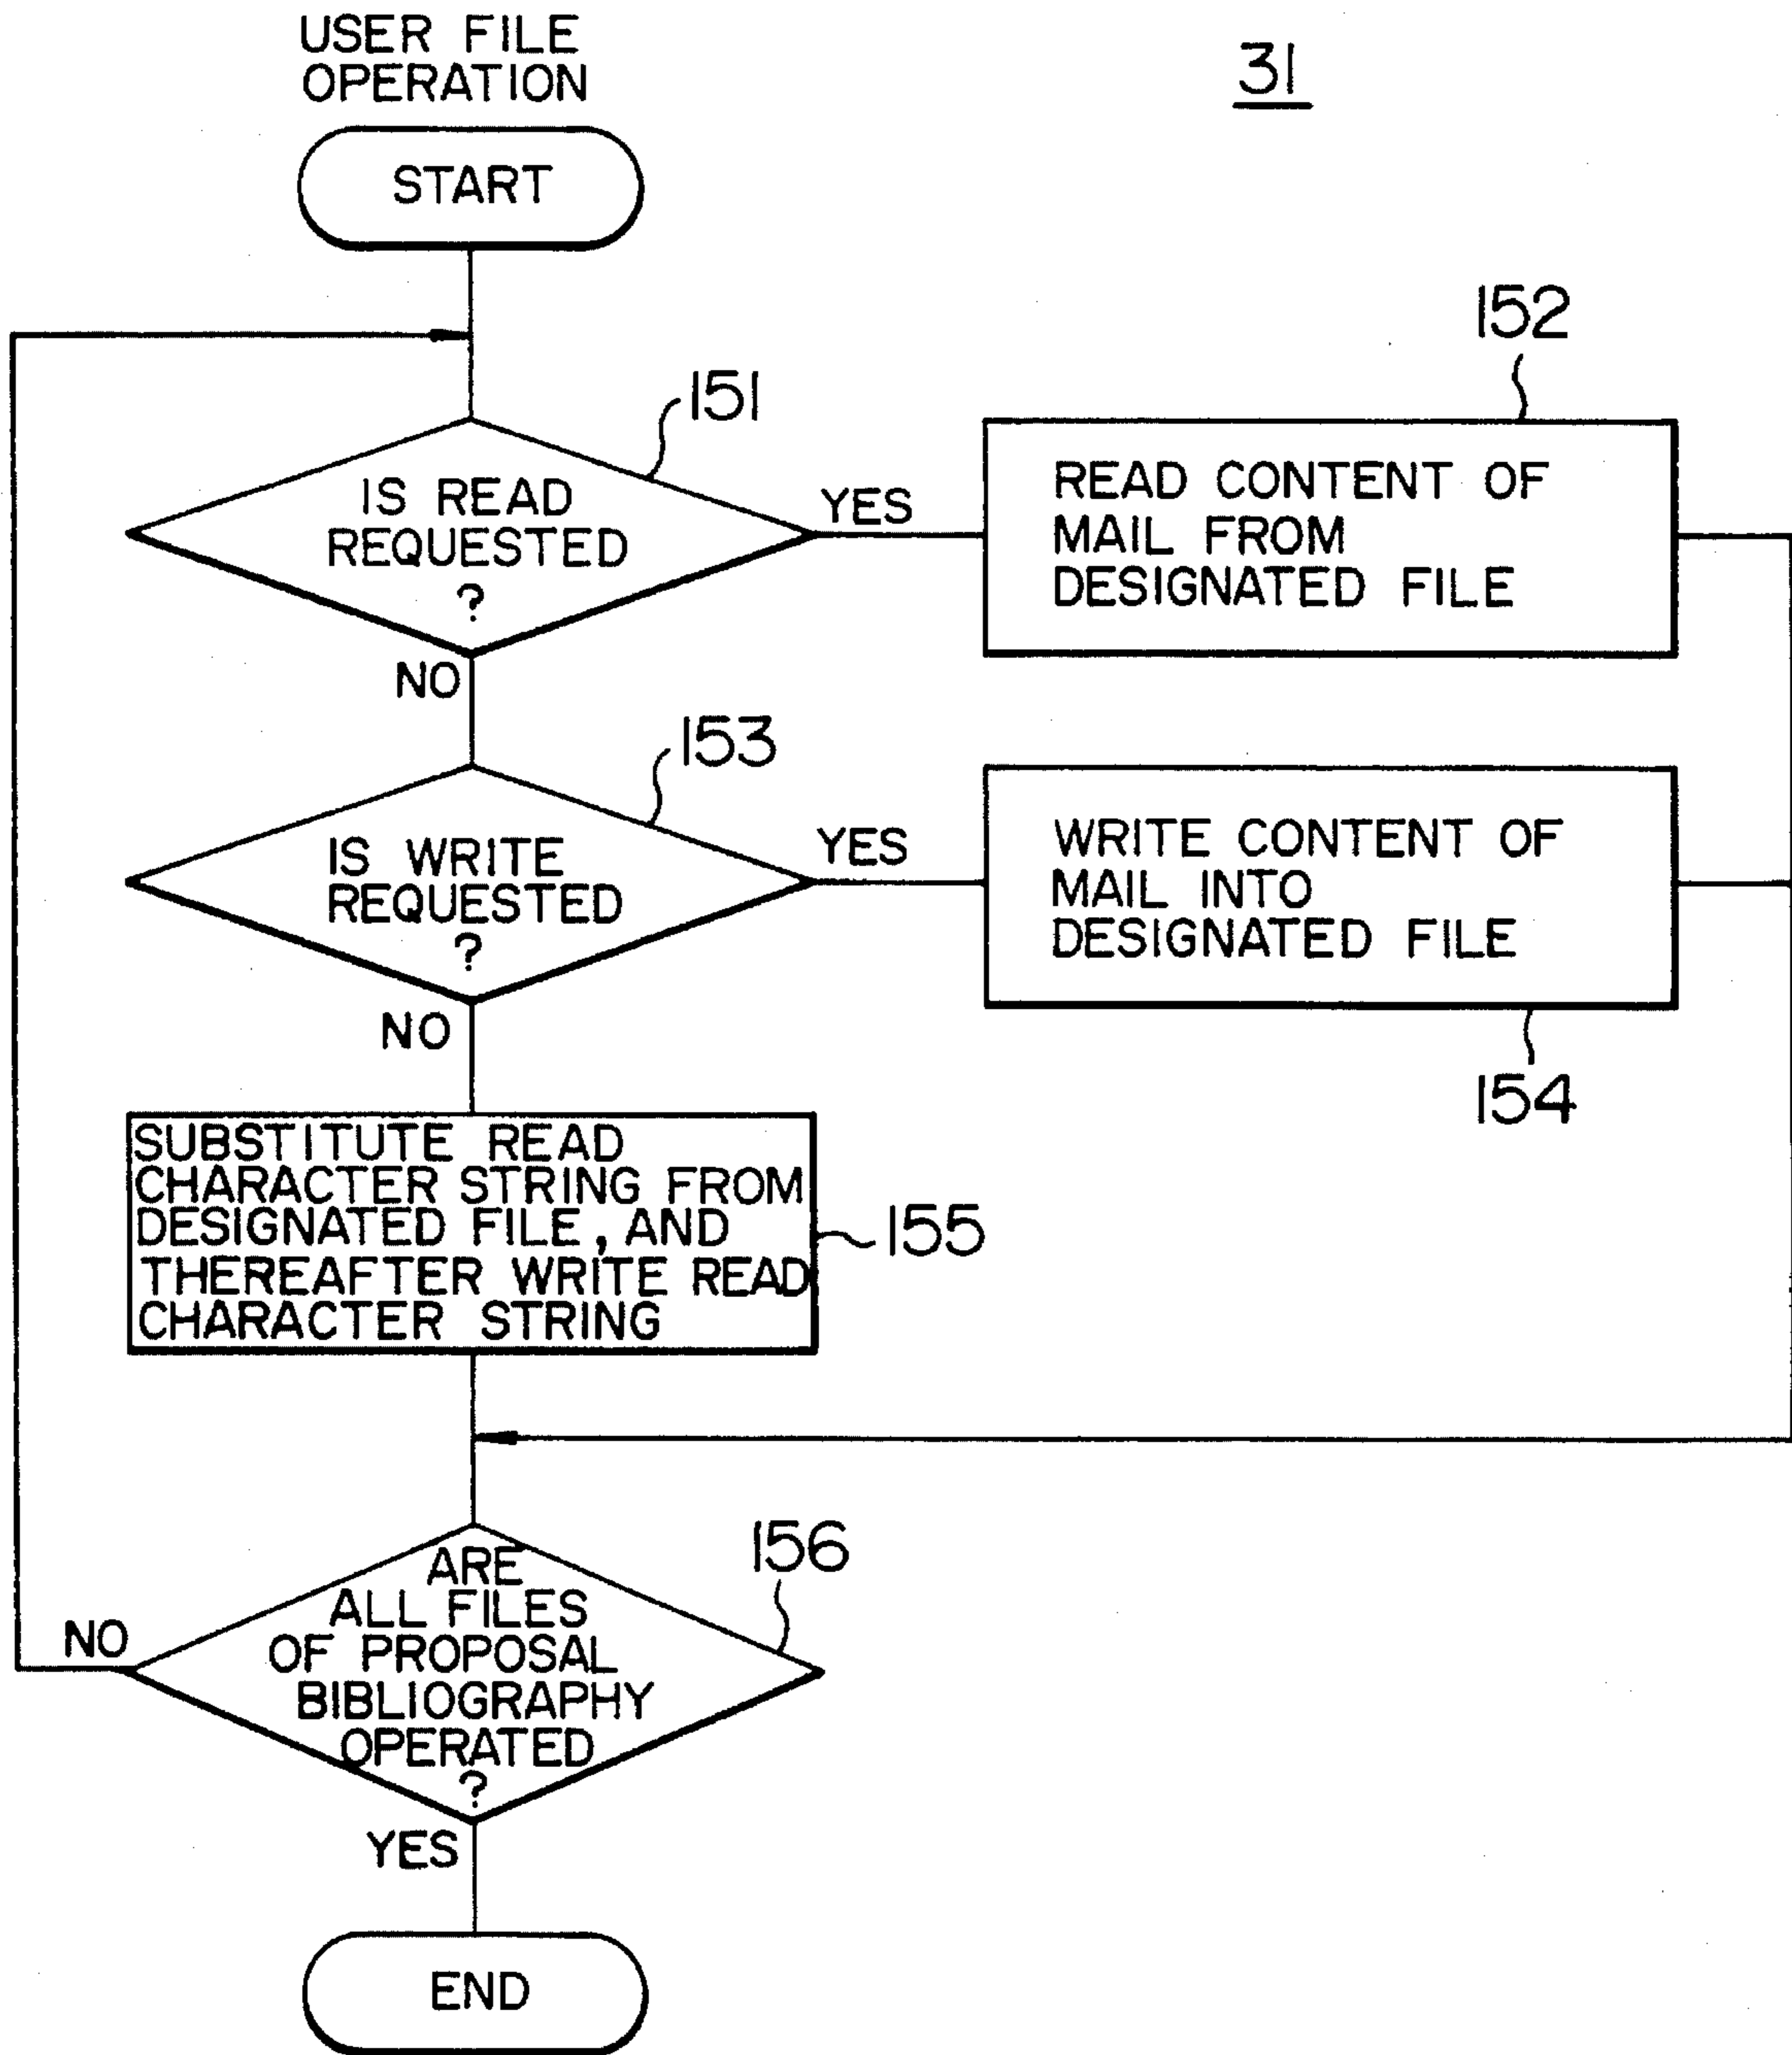 USER FILE
OPERATION
31
START
151
IS READ
REQUESTED
?
YES
NO
152
READ CONTENT OF
MAIL FROM
DESIGNATED FILE
153
IS WRITE
REQUESTED
?
YES
NO
WRITE CONTENT OF
MAIL INTO
DESIGNATED FILE
154
SUBSTITUTE READ
CHARACTER STRING FROM
DESIGNATED FILE, AND
THEREAFTER WRITE READ
CHARACTER STRING
155
156
ARE
ALL FILES
OF PROPOSAL
BIBLIOGRAPHY
OPERATED
?
NO
YES
END